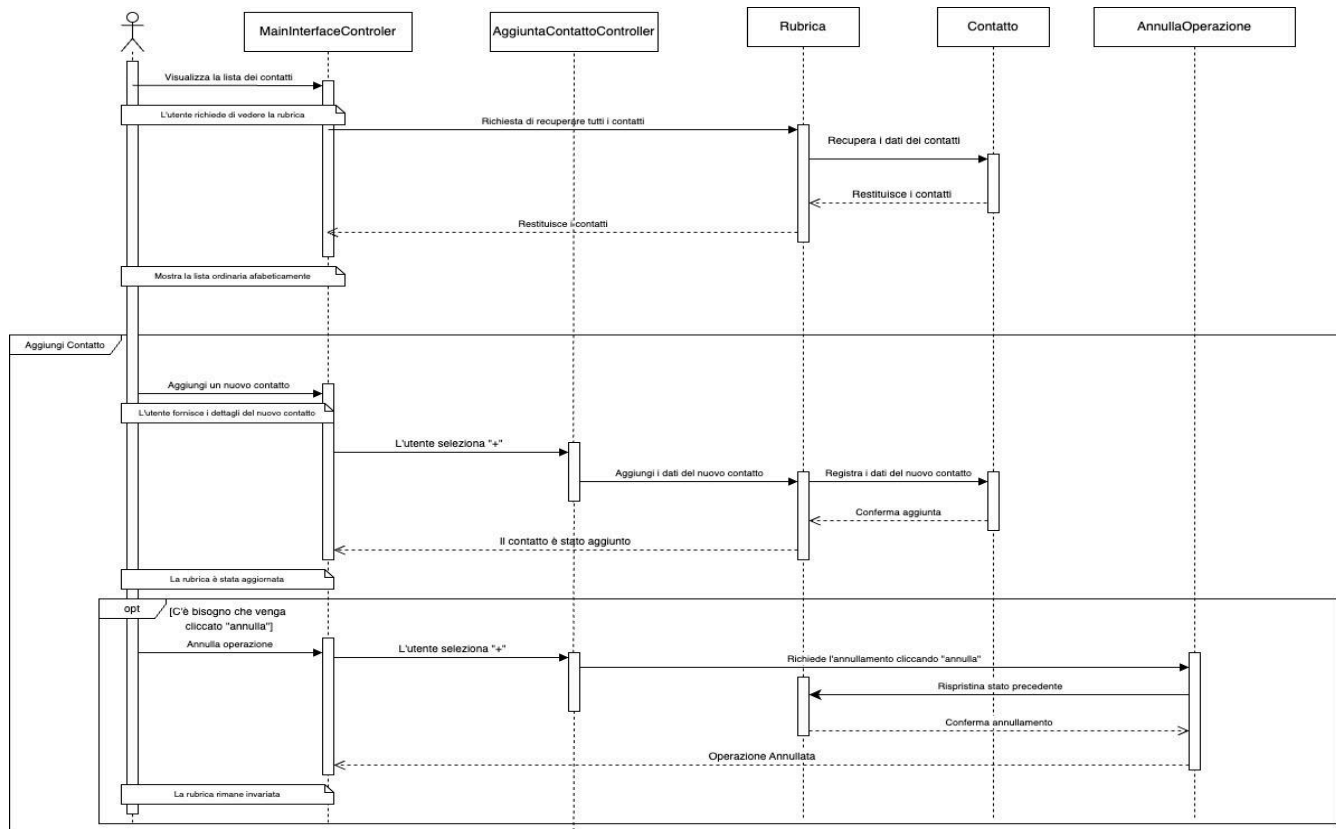 MainInterfaceControler
AggiuntaContattoController
Rubrica
Contatto
AnnullaOperazione
Visualizza la lista dei contatti
L'utente richiede di vedere la rubrica
Richiesta di recuperare tutti i contatti
Recupera i dati dei contatti
Restituisce i contatti
Restituisce i contatti
Mostra la lista ordinaria afabeticamente
Aggiungi Contatto
Aggiungi un nuovo contatto
L'utente fornisce i dettagli del nuovo contatto
L'utente seleziona "+"
Aggiungi i dati del nuovo contatto
Registra i dati del nuovo contatto
Conferma aggiunta
Il contatto è stato aggiunto
La rubrica è stata aggiornata
opt
[C'è bisogno che venga
cliccato "annulla"]
Annulla operazione
L'utente seleziona "+"
Richiede l'annullamento cliccando "annulla"
Rispristina stato precedente
Conferma annullamento
Operazione Annullata
La rubrica rimane invariata